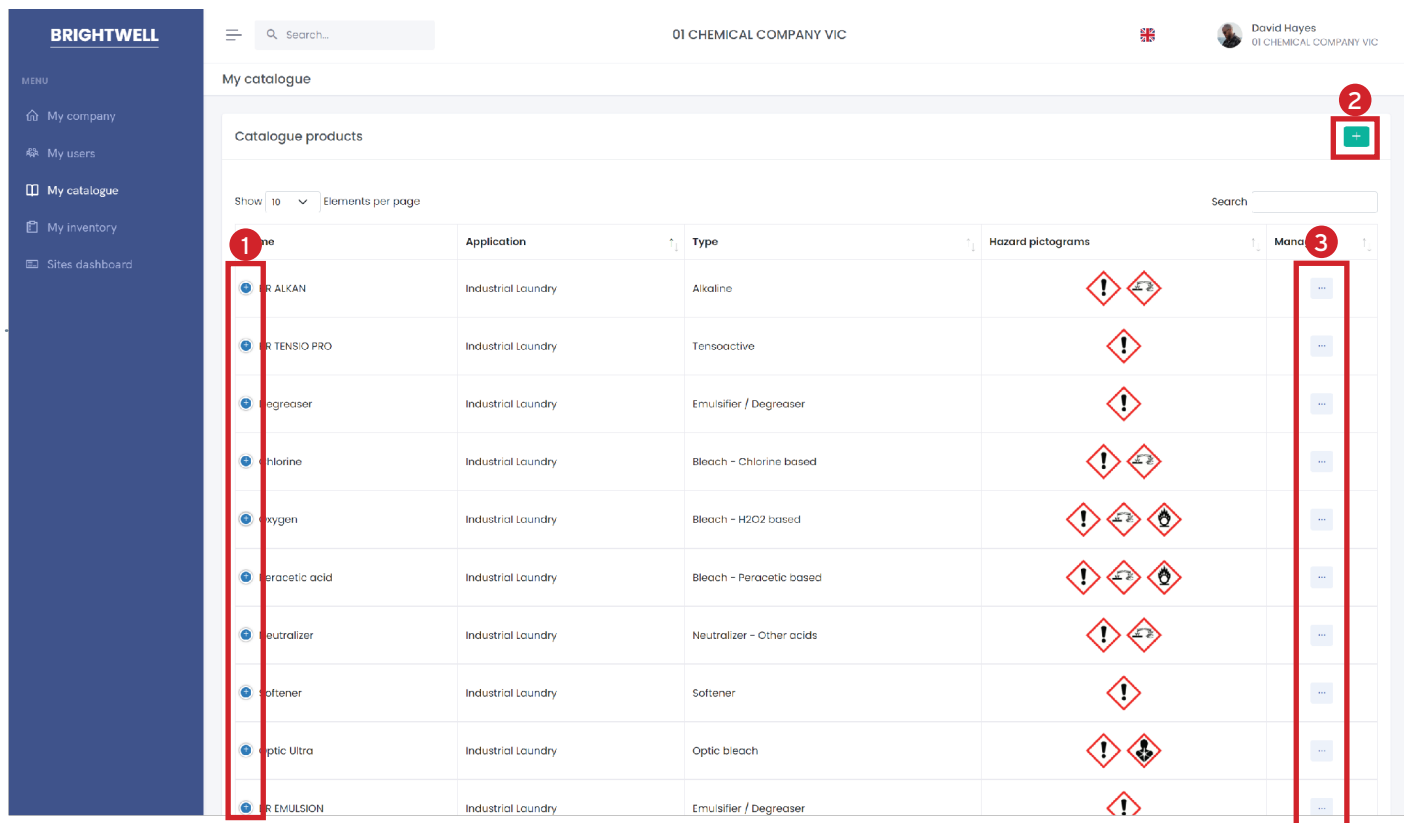 BRIGHTWELL
Search...
01 CHEMICAL COMPANY VIC
David Hayes
01 CHEMICAL COMPANY VIC
MENU
My catalogue
My company
My users
My catalogue
My inventory
Sites dashboard
2
Catalogue products
+
Show 10 Elements per page
Search
1 me Application Type Hazard pictograms Mana 3
R ALKAN Industrial Laundry Alkaline ...
R TENSIO PRO Industrial Laundry Tensoactive ...
egreaser Industrial Laundry Emulsifier / Degreaser ...
hlorine Industrial Laundry Bleach - Chlorine based ...
xygen Industrial Laundry Bleach - H2O2 based ...
eracetic acid Industrial Laundry Bleach - Peracetic based ...
eutralizer Industrial Laundry Neutralizer - Other acids ...
oftener Industrial Laundry Softener ...
ptic Ultra Industrial Laundry Optic bleach ...
R EMULSION Industrial Laundry Emulsifier / Degreaser ...